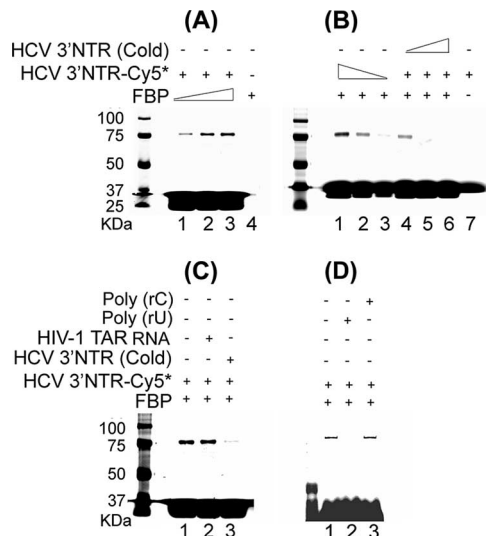 (A) (B)
HCV 3'NTR (Cold) - - - - - - - -
HCV 3'NTR-Cy5* + + + - + + + +
FBP + + + + + + + -
100
75
50
37
25
KDa 1 2 3 4 1 2 3 4 5 6 7
(C) (D)
Poly (rC) - - - - - +
Poly (rU) - - - - + -
HIV-1 TAR RNA - + - - - -
HCV 3'NTR (Cold) - - + - - -
HCV 3'NTR-Cy5* + + + + + +
FBP + + + + + +
100
75
50
37
KDa 1 2 3 1 2 3